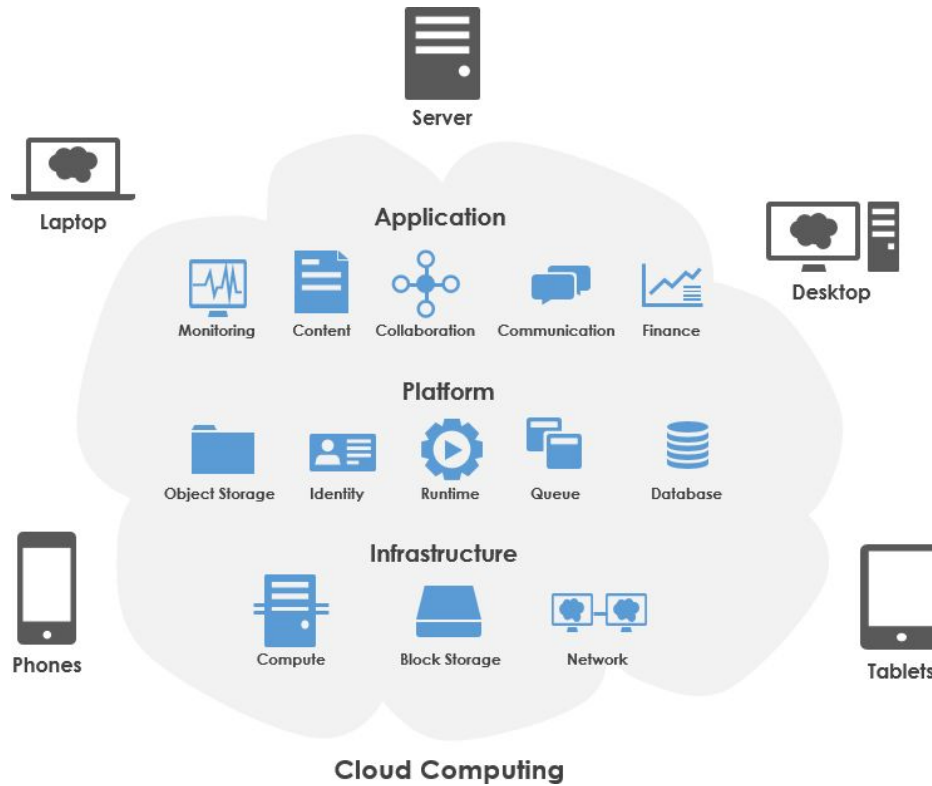 Server
Laptop
Application
Desktop
Monitoring Content Collaboration Communication Finance
Platform
Object Storage Identity Runtime Queue Database
Infrastructure
Phones
Compute Block Storage Network
Tablets
Cloud Computing